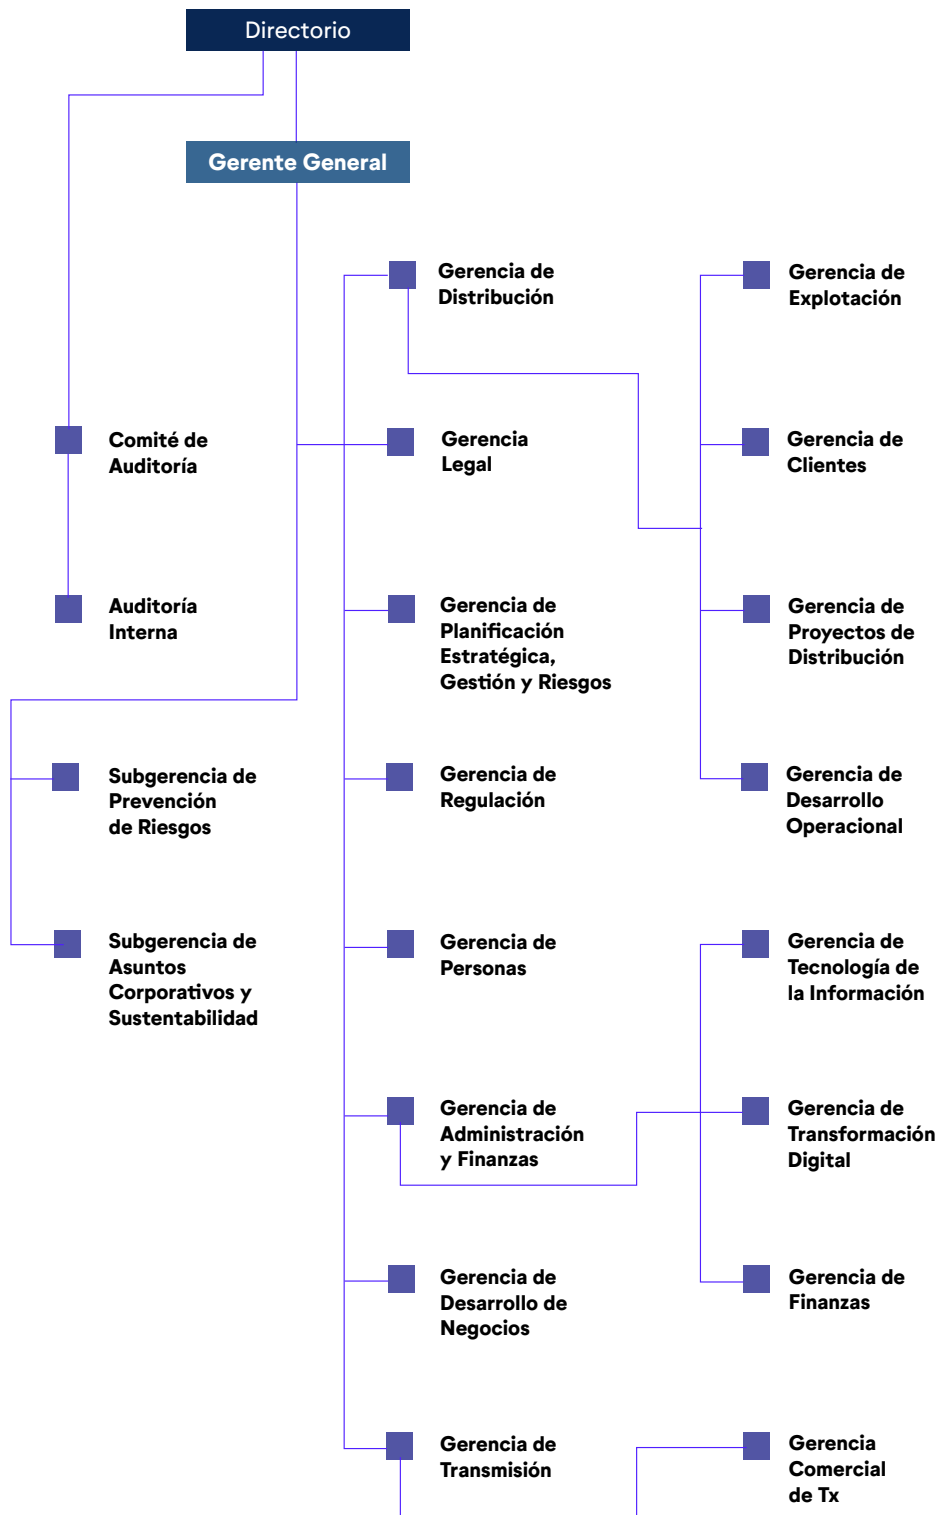 Directorio
Gerente General
Comité de
Auditoría
Auditoría
Interna
Subgerencia de
Prevención
de Riesgos
Subgerencia de
Asuntos
Corporativos y
Sustentabilidad
Gerencia de
Distribución
Gerencia
Legal
Gerencia de
Planificación
Estratégica,
Gestión y Riesgos
Gerencia de
Regulación
Gerencia de
Personas
Gerencia de
Administración
y Finanzas
Gerencia de
Desarrollo de
Negocios
Gerencia de
Transmisión
Gerencia de
Explotación
Gerencia de
Clientes
Gerencia de
Proyectos de
Distribución
Gerencia de
Desarrollo
Operacional
Gerencia de
Tecnología de
la Información
Gerencia de
Transformación
Digital
Gerencia de
Finanzas
Gerencia
Comercial
de Tx